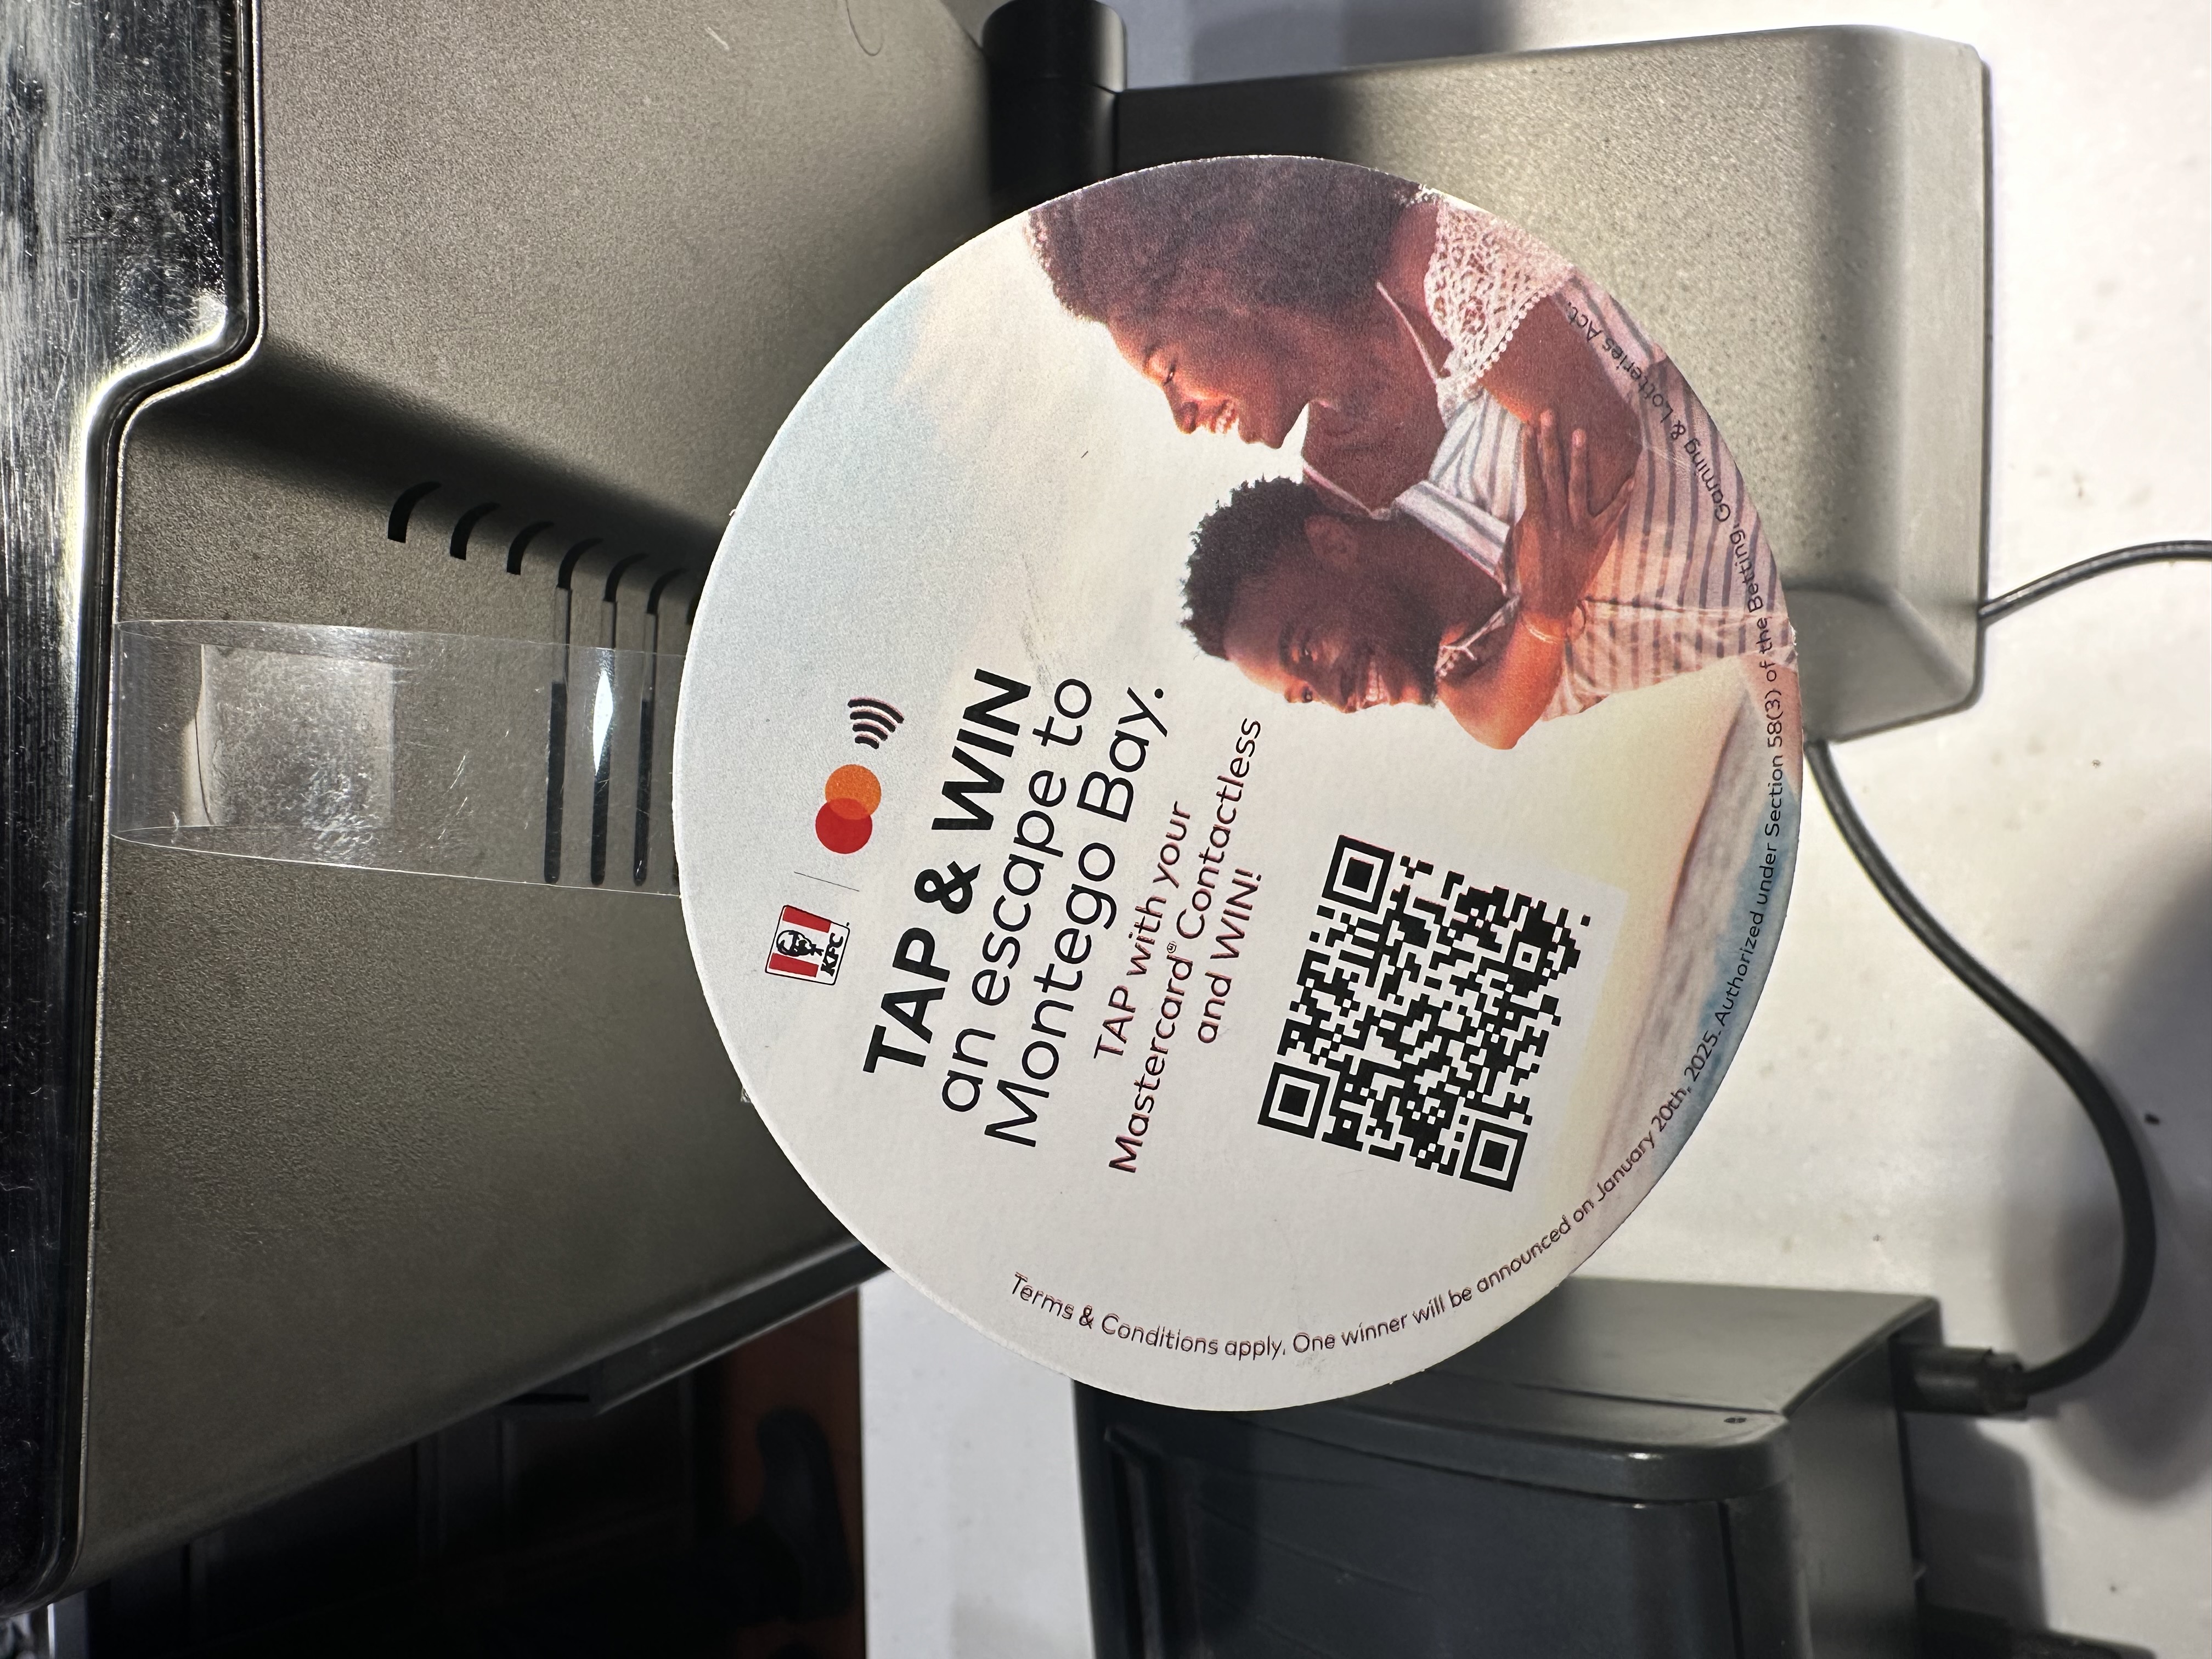 KFC
TAP & WIN
an escape to
Montego Bay.
TAP with your
Mastercard® Contactless
and WIN!
Terms & Conditions apply. One winner will be announced on January 20th, 2025. Authorized under Section 58(3) of the Betting, Gaming & Lotteries Act.